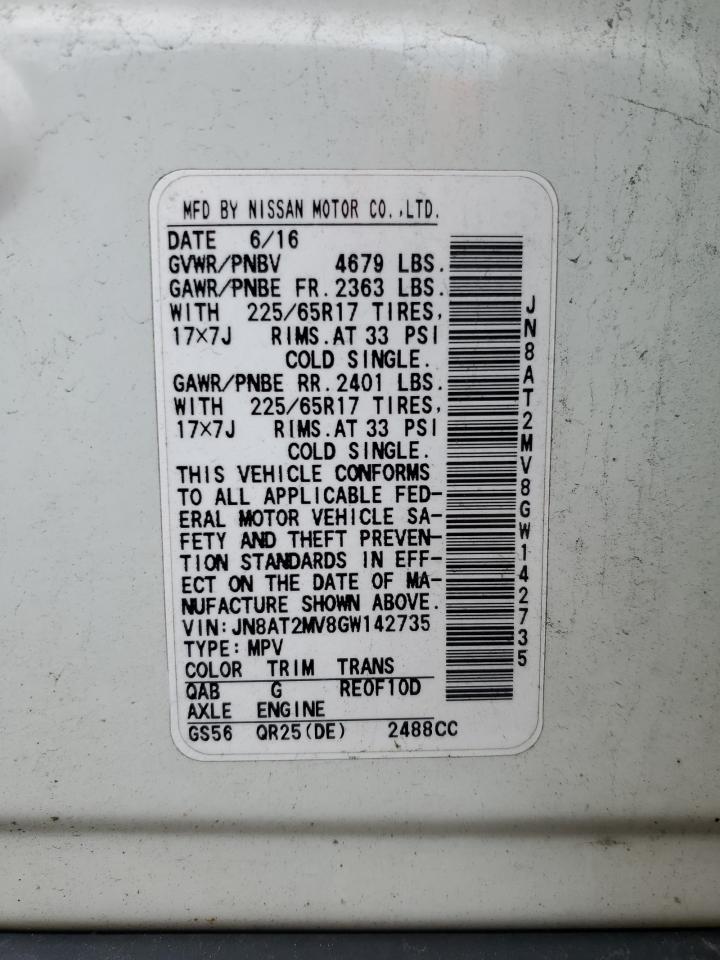 MFD BY NISSAN MOTOR CO.,LTD.
DATE 6/16
GVWR/PNBV 4679 LBS.
GAWR/PNBE FR.2363 LBS.
WITH 225/65R17 TIRES,
17×7J RIMS.AT 33 PSI
COLD SINGLE.
GAWR/PNBE RR.2401 LBS.
WITH 225/65R17 TIRES,
17×7J RIMS.AT 33 PSI
COLD SINGLE.
THIS VEHICLE CONFORMS
TO ALL APPLICABLE FED-
ERAL MOTOR VEHICLE SA-
FETY AND THEFT PREVEN-
TION STANDARDS IN EFF-
ECT ON THE DATE OF MA-
NUFACTURE SHOWN ABOVE.
VIN:JN8AT2MV8GW142735
TYPE:MPV
COLOR TRIM TRANS
QAB G RE0F10D
AXLE ENGINE
GS56 QR25(DE) 2488CC
JN8AT2MV8GW142735